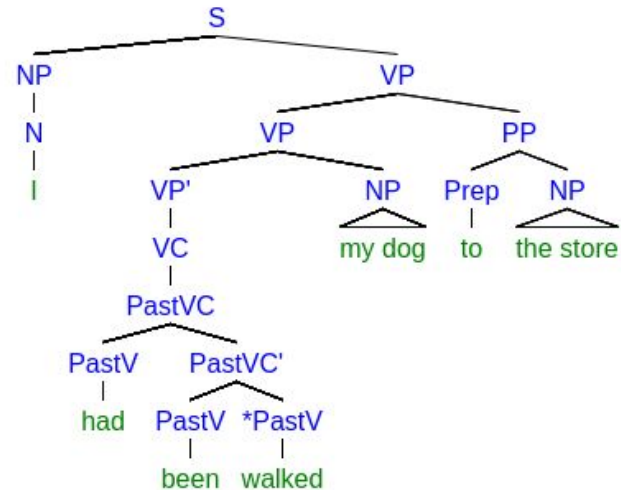 S
NP VP
N VP PP
I VP' NP Prep NP
VC my dog to the store
PastVC
PastV PastVC'
had PastV *PastV
been walked